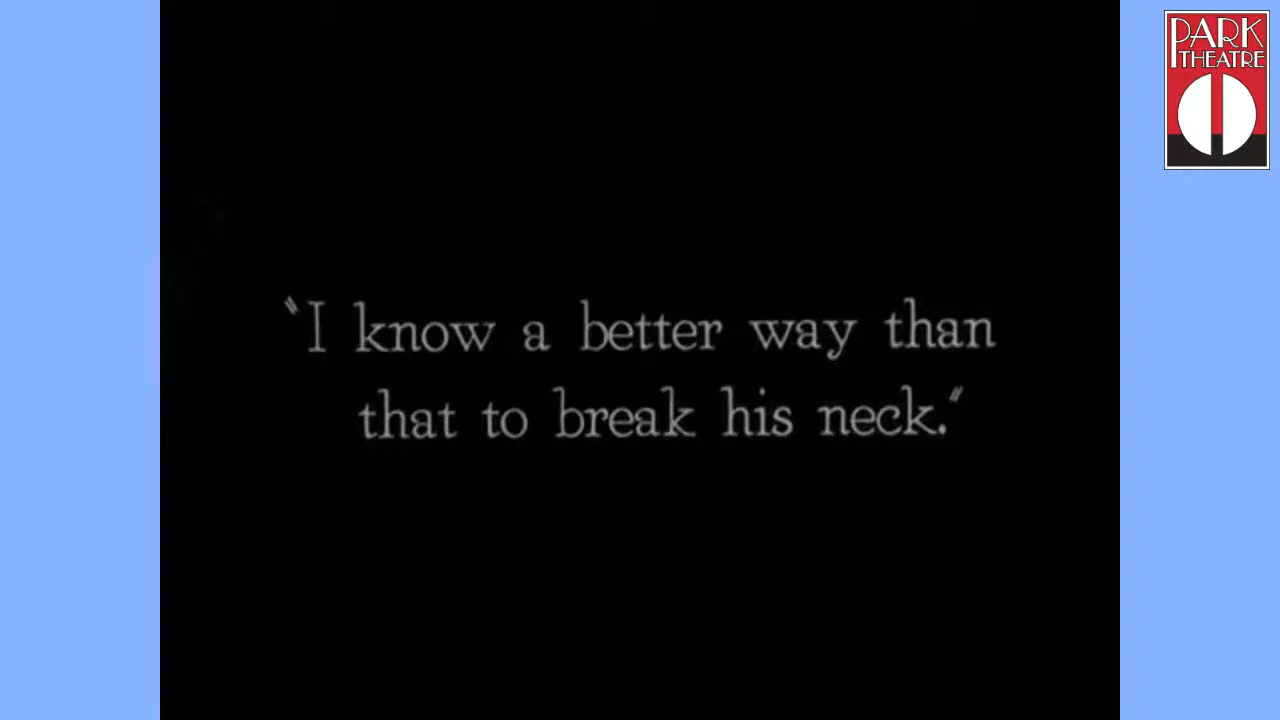 PARK
THEATRE
"I know a better way than
that to break his neck."